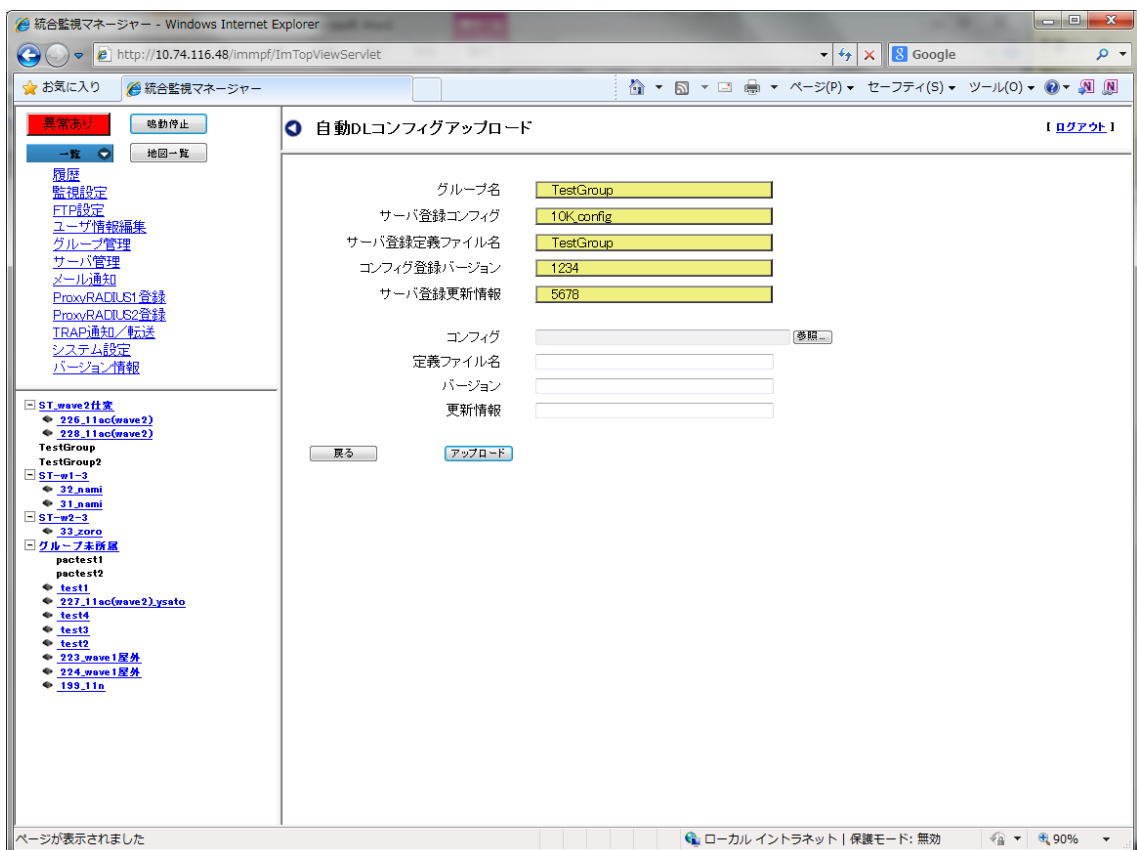 統合監視マネージャー - Windows Internet Explorer
http://10.74.116.48/immpf/ImTopViewServlet
Google
お気に入り
統合監視マネージャー
ページ(P)
セーフティ(S)
ツール(O)
異常あり
鳴動停止
一覧
地図一覧
履歴
監視設定
FTP設定
ユーザ情報編集
グループ管理
サーバ管理
メール通知
ProxyRADIUS1登録
ProxyRADIUS2登録
TRAP通知／転送
システム設定
バージョン情報
ST_wave2仕変
226_11ac(wave2)
228_11ac(wave2)
TestGroup
TestGroup2
ST-w1-3
32_nami
31_nami
ST-w2-3
33_zoro
グループ未所属
pactest1
pactest2
test1
227_11ac(wave2)_ysato
test4
test3
test2
223_wave1屋外
224_wave1屋外
199_11n
自動DLコンフィグアップロード
[ ログアウト ]
グループ名 TestGroup
サーバ登録コンフィグ 10K_config
サーバ登録定義ファイル名 TestGroup
コンフィグ登録バージョン 1234
サーバ登録更新情報 5678
コンフィグ 参照...
定義ファイル名
バージョン
更新情報
戻る アップロード
ページが表示されました
ローカル イントラネット | 保護モード: 無効
90%